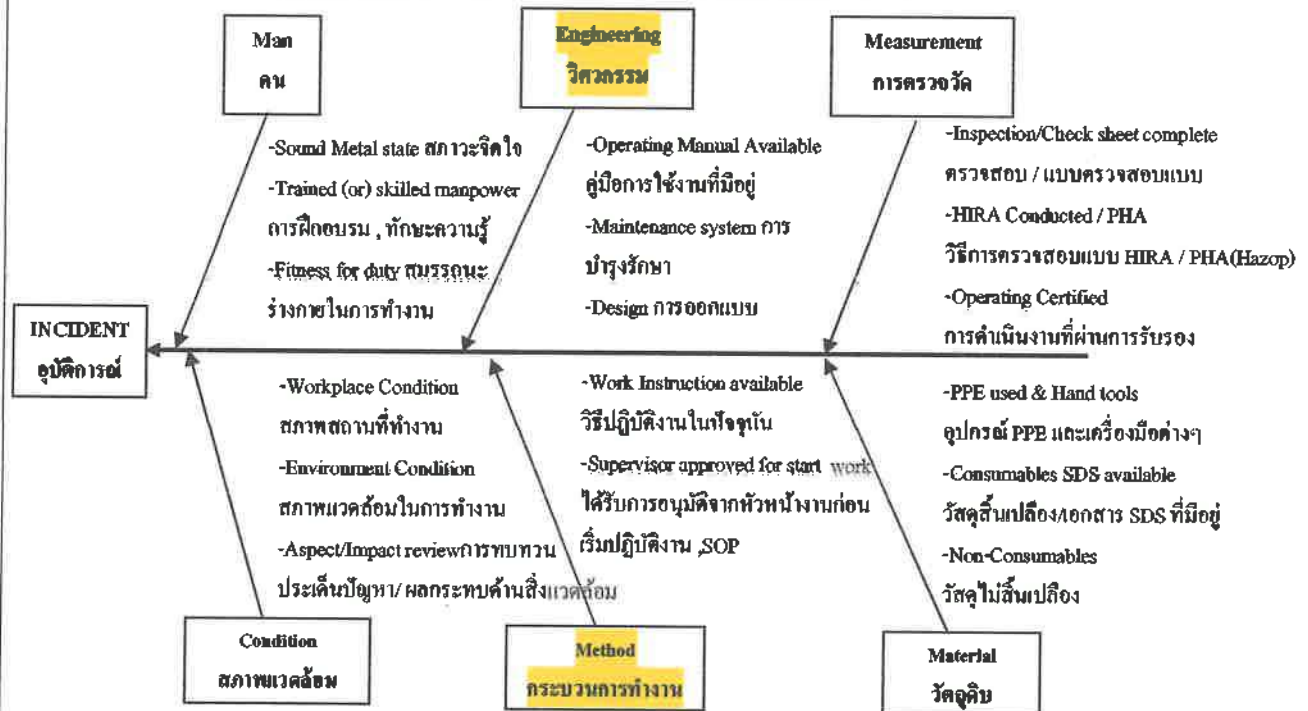 Man
คน
Engineering
วิศวกรรม
Measurement
การตรวจวัด
-Sound Metal state สภาวะจิตใจ
-Trained (or) skilled manpower
การฝึกอบรม , ทักษะความรู้
-Fitness for duty สมรรถนะ
ร่างกายในการทำงาน
-Operating Manual Available
คู่มือการใช้งานที่มีอยู่
-Maintenance system การ
บำรุงรักษา
-Design การออกแบบ
-Inspection/Check sheet complete
ตรวจสอบ / แบบตรวจสอบแบบ
-HIRA Conducted / PHA
วิธีการตรวจสอบแบบ HIRA / PHA(Hazop)
-Operating Certified
การดำเนินงานที่ผ่านการรับรอง
INCIDENT
อุบัติการณ์
-Workplace Condition
สภาพสถานที่ทำงาน
-Environment Condition
สภาพแวดล้อมในการทำงาน
-Aspect/Impact reviewการทบทวน
ประเด็นปัญหา/ ผลกระทบด้านสิ่งแวดล้อม
-Work Instruction available
วิธีปฏิบัติงานในปัจจุบัน
-Supervisor approved for start work
ได้รับการอนุมัติจากหัวหน้างานก่อน
เริ่มปฏิบัติงาน ,SOP
-PPE used & Hand tools
อุปกรณ์ PPE และเครื่องมือต่างๆ
-Consumables SDS available
วัสดุสิ้นเปลือง/เอกสาร SDS ที่มีอยู่
-Non-Consumables
วัสดุไม่สิ้นเปลือง
Condition
สภาพแวดล้อม
Method
กระบวนการทำงาน
Material
วัตถุดิบ